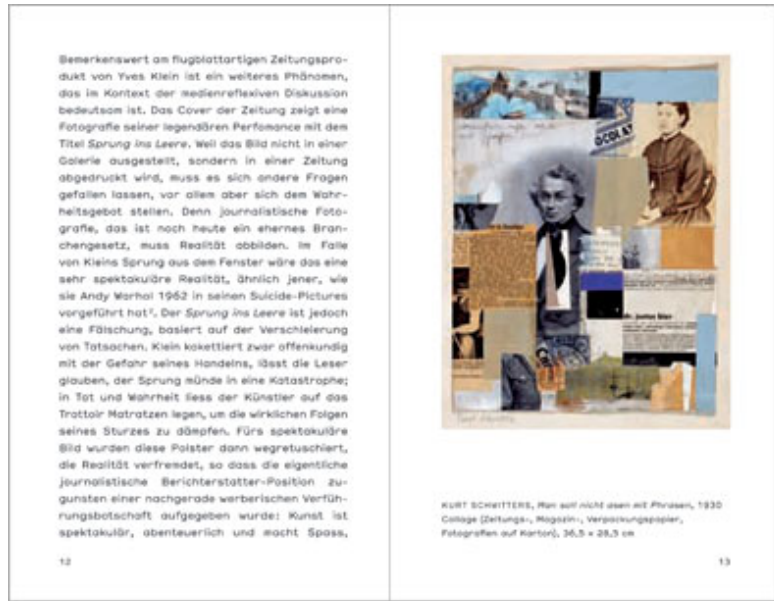 Bemerkenswert am flugblattartigen Zeitungspro-
dukt von Yves Klein ist ein weiteres Phänomen,
das im Kontext der medienreflexiven Diskussion
bedeutsam ist. Das Cover der Zeitung zeigt eine
Fotografie seiner legendären Perfomance mit dem
Titel Sprung ins Leere. Weil das Bild nicht in einer
Galerie ausgestellt, sondern in einer Zeitung
abgedruckt wird, muss es sich andere Fragen
gefallen lassen, vor allem aber sich dem Wahr-
heitsgebot stellen. Denn journalistische Foto-
grafie, das ist noch heute ein ehernes Bran-
chengesetz, muss Realität abbilden. Im Falle
von Kleins Sprung aus dem Fenster wäre das eine
sehr spektakuläre Realität, ähnlich jener, wie
sie Andy Warhol 1962 in seinen Suicide-Pictures
vorgeführt hat². Der Sprung ins Leere ist jedoch
eine Fälschung, basiert auf der Verschleierung
von Tatsachen. Klein kokettiert zwar offenkundig
mit der Gefahr seines Handelns, lässt die Leser
glauben, der Sprung münde in eine Katastrophe;
in Tat und Wahrheit liess der Künstler auf das
Trottoir Matratzen legen, um die wirklichen Folgen
seines Sturzes zu dämpfen. Fürs spektakuläre
Bild wurden diese Polster dann wegretuschiert,
die Realität verfremdet, so dass die eigentliche
journalistische Berichterstatter-Position zu-
gunsten einer nachgerade werberischen Verfüh-
rungsbotschaft aufgegeben wurde: Kunst ist
spektakulär, abenteuerlich und macht Spass,
12
OCOLAT
KURT SCHWITTERS, Man soll nicht asen mit Phrasen, 1930
Collage (Zeitungs-, Magazin-, Verpackungspapier,
Fotografien auf Karton), 36,5 × 28,5 cm
13